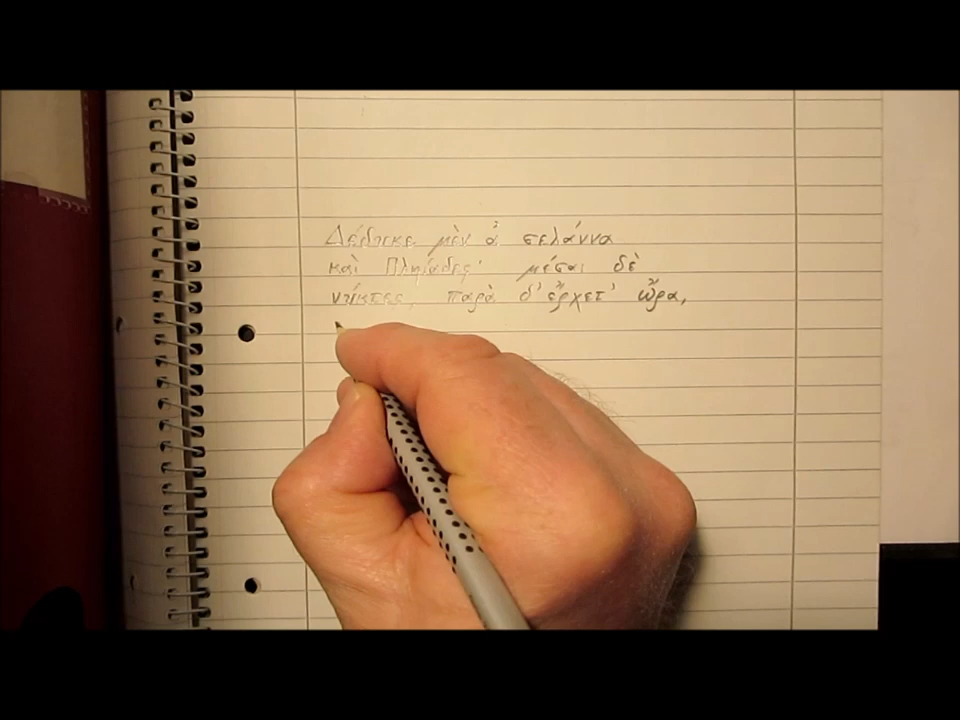 Δέδυκε μὲν ἀ σελάννα
καὶ Πληΐαδες· μέσαι δὲ
νύκτες, παρὰ δ' ἔρχετ' ὤρα,